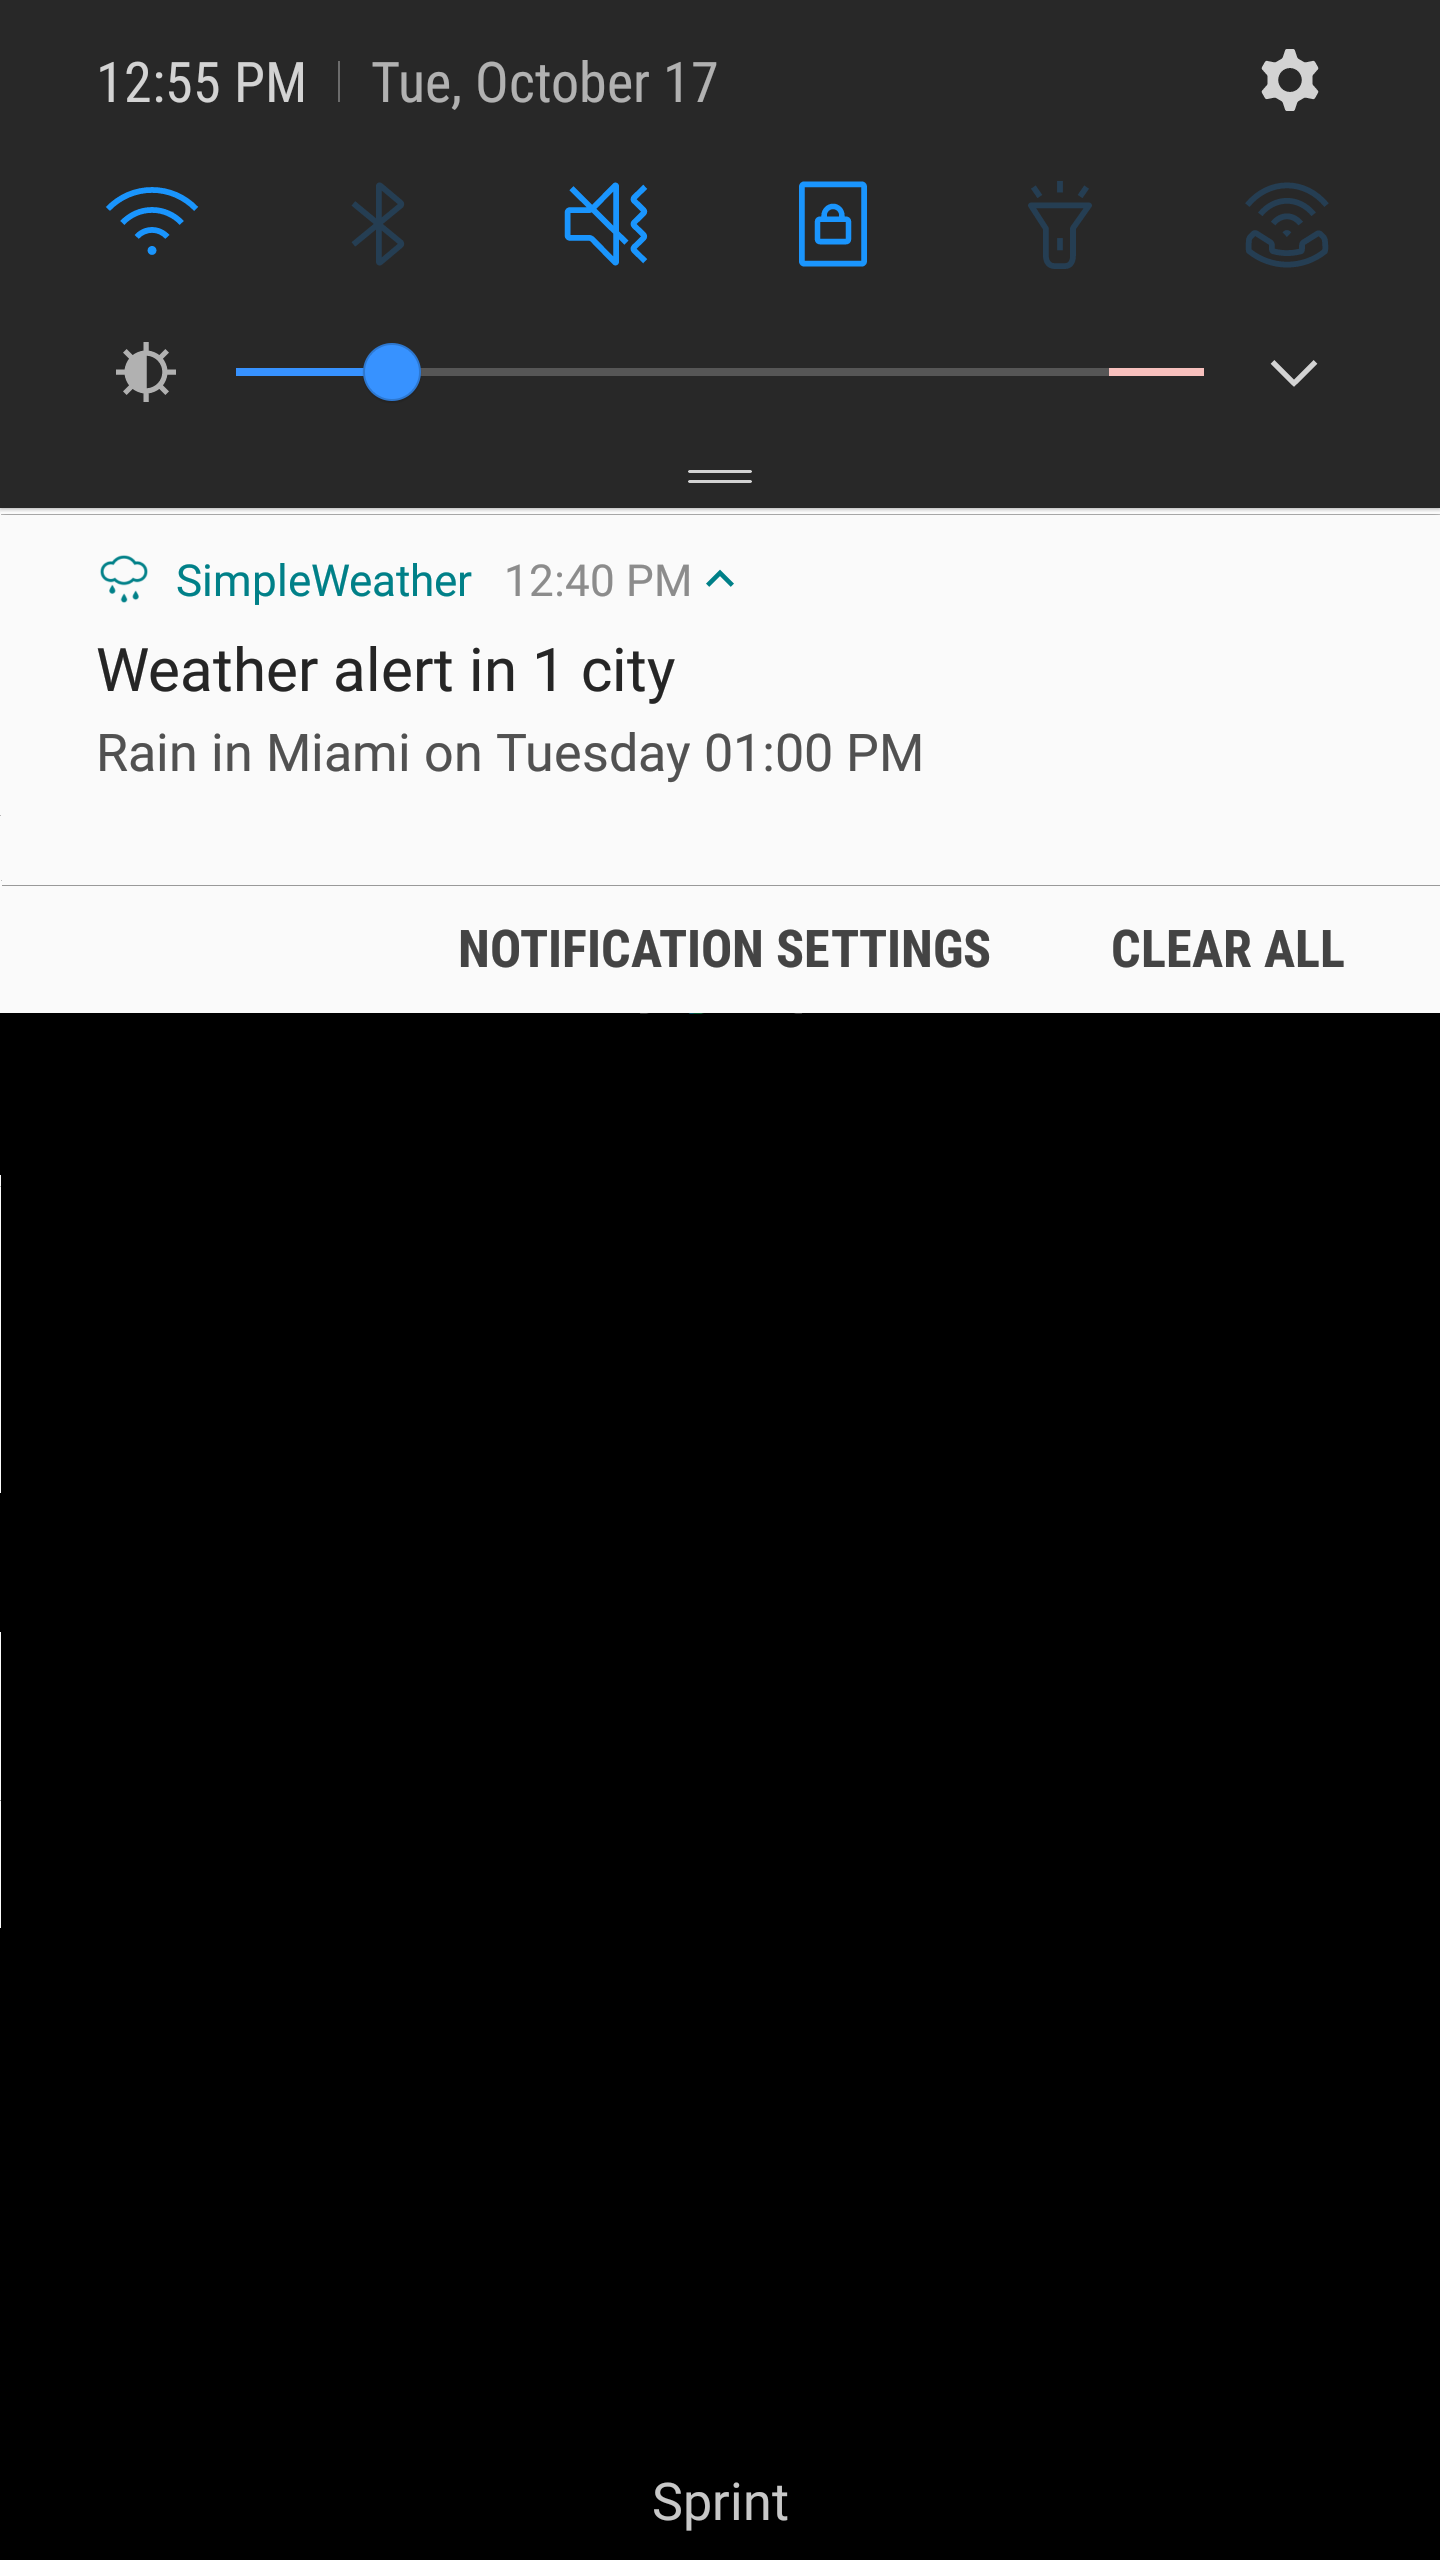 12:55 PM | Tue, October 17
SimpleWeather 12:40 PM
Weather alert in 1 city
Rain in Miami on Tuesday 01:00 PM
NOTIFICATION SETTINGS CLEAR ALL
Sprint